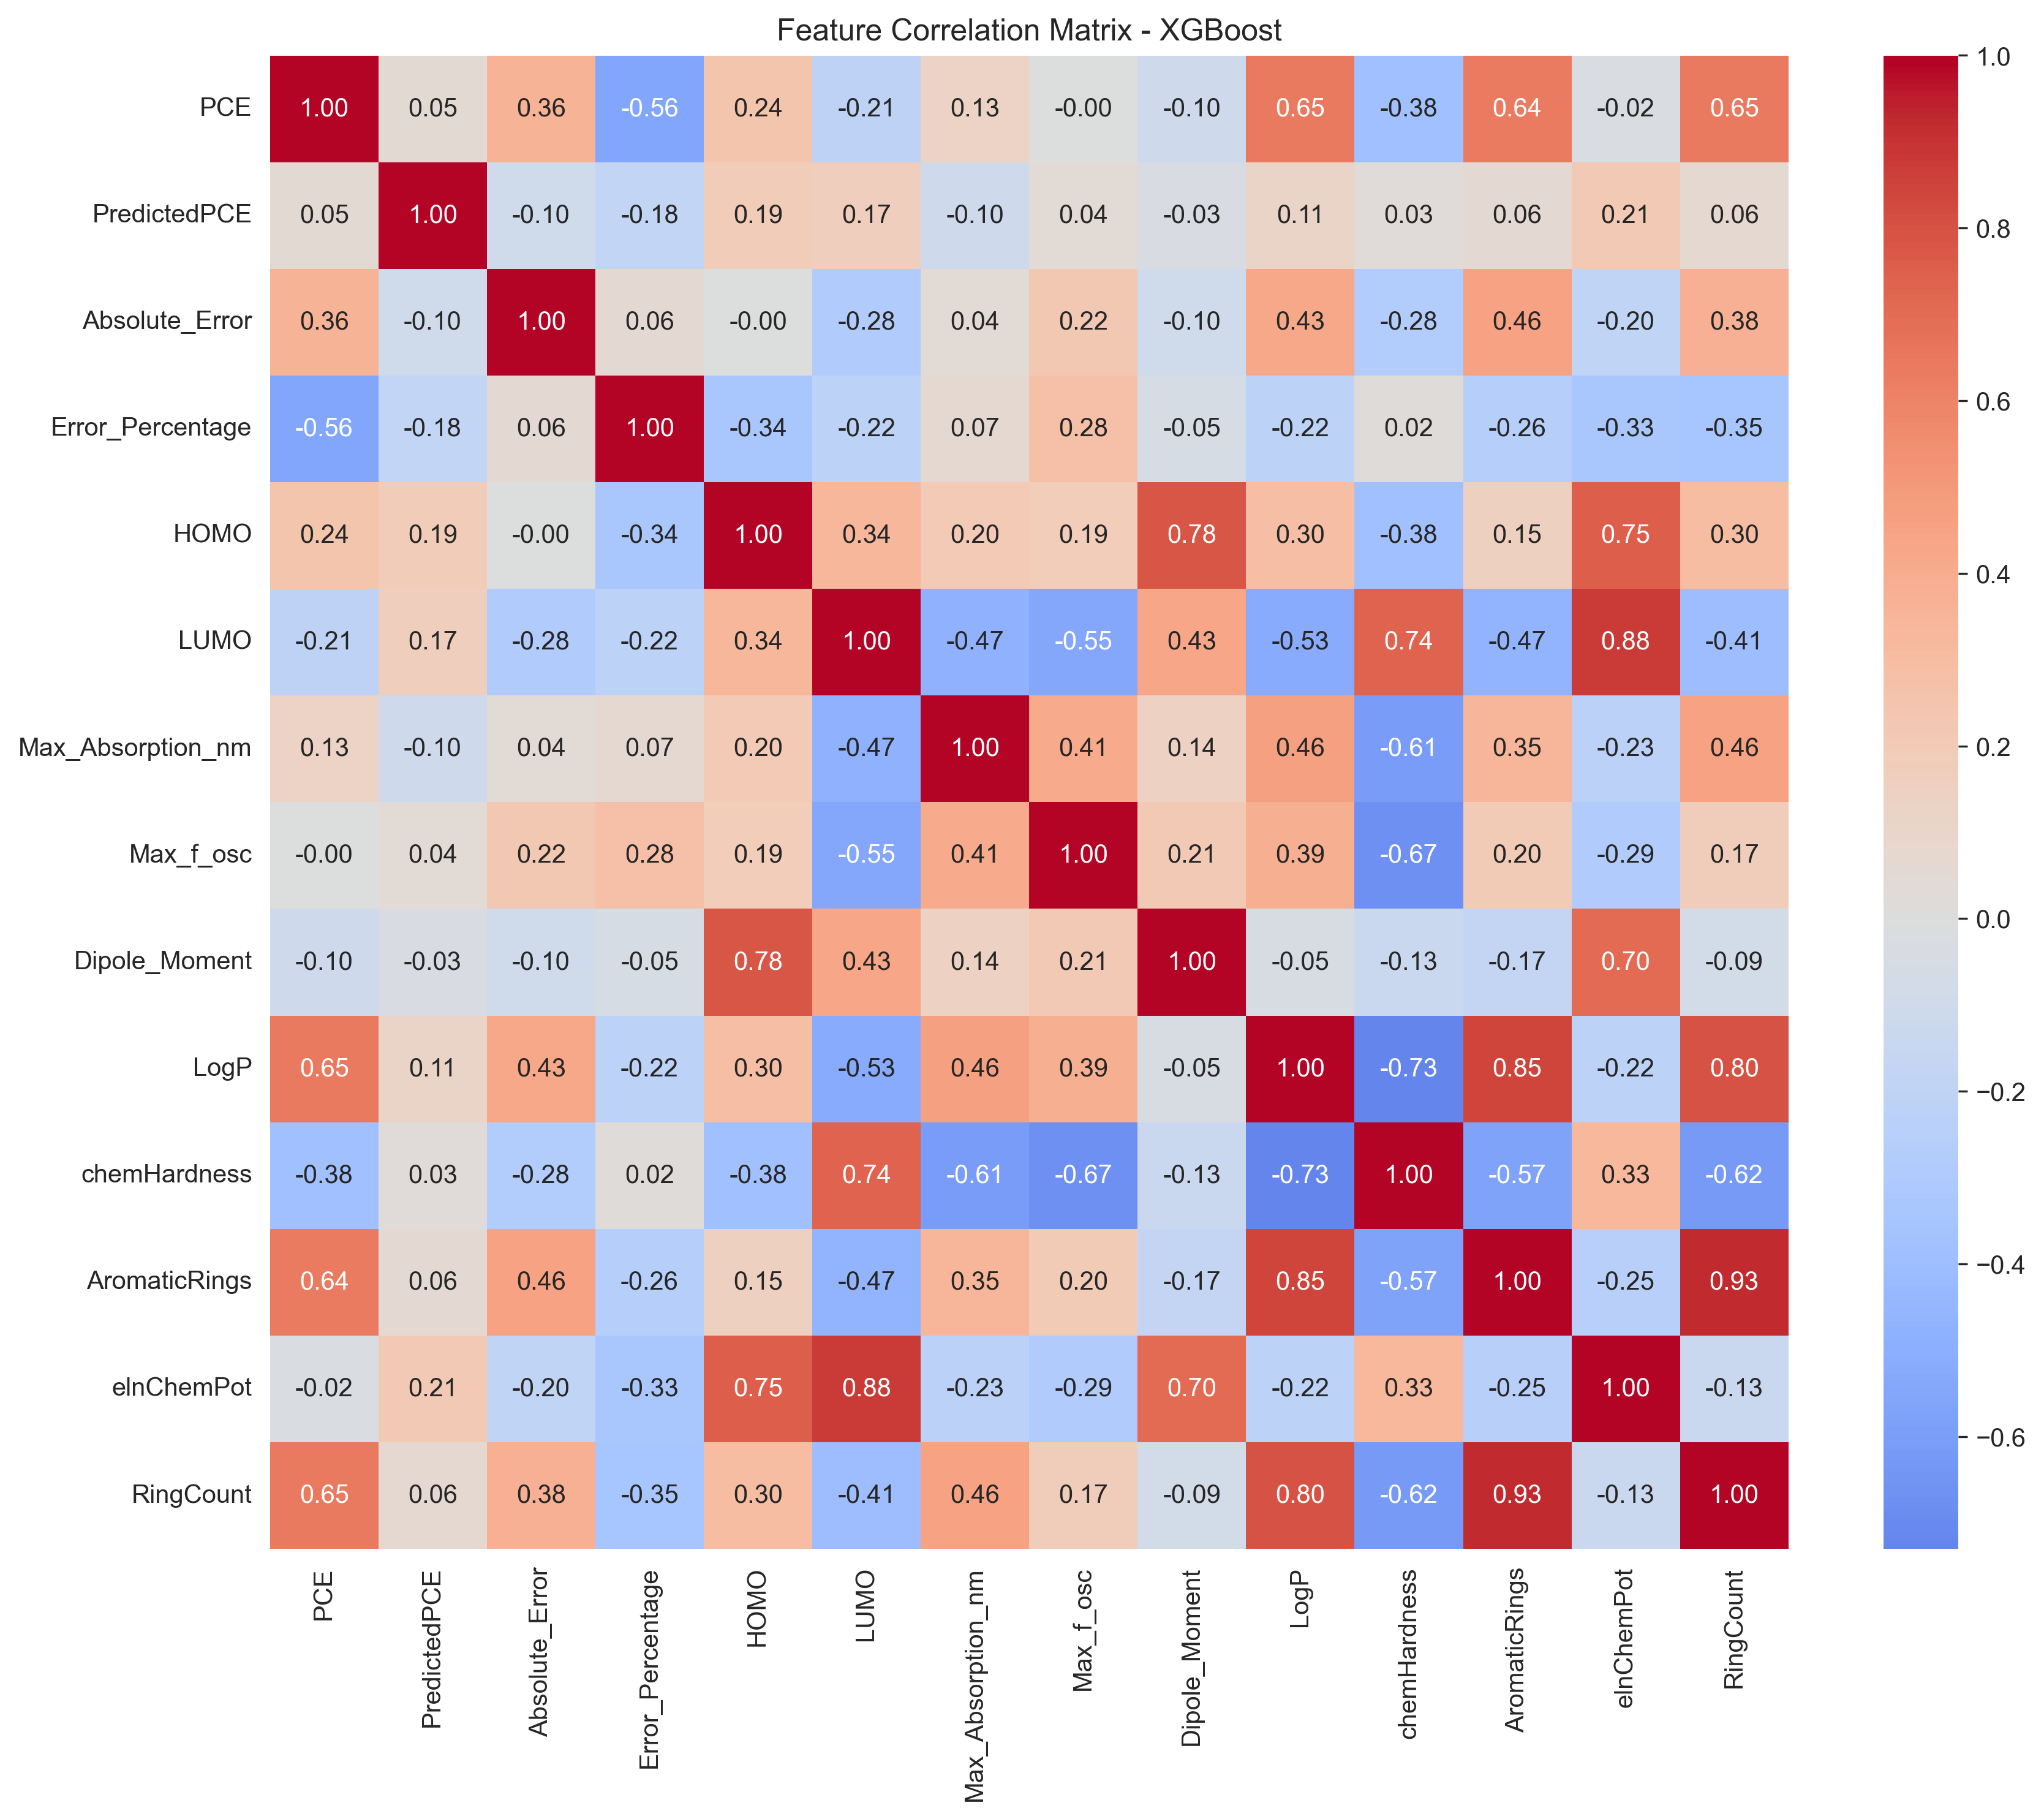 Feature Correlation Matrix - XGBoost
PCE 1.00 0.05 0.36 -0.56 0.24 -0.21 0.13 -0.00 -0.10 0.65 -0.38 0.64 -0.02 0.65
PredictedPCE 0.05 1.00 -0.10 -0.18 0.19 0.17 -0.10 0.04 -0.03 0.11 0.03 0.06 0.21 0.06
Absolute_Error 0.36 -0.10 1.00 0.06 -0.00 -0.28 0.04 0.22 -0.10 0.43 -0.28 0.46 -0.20 0.38
Error_Percentage -0.56 -0.18 0.06 1.00 -0.34 -0.22 0.07 0.28 -0.05 -0.22 0.02 -0.26 -0.33 -0.35
HOMO 0.24 0.19 -0.00 -0.34 1.00 0.34 0.20 0.19 0.78 0.30 -0.38 0.15 0.75 0.30
LUMO -0.21 0.17 -0.28 -0.22 0.34 1.00 -0.47 -0.55 0.43 -0.53 0.74 -0.47 0.88 -0.41
Max_Absorption_nm 0.13 -0.10 0.04 0.07 0.20 -0.47 1.00 0.41 0.14 0.46 -0.61 0.35 -0.23 0.46
Max_f_osc -0.00 0.04 0.22 0.28 0.19 -0.55 0.41 1.00 0.21 0.39 -0.67 0.20 -0.29 0.17
Dipole_Moment -0.10 -0.03 -0.10 -0.05 0.78 0.43 0.14 0.21 1.00 -0.05 -0.13 -0.17 0.70 -0.09
LogP 0.65 0.11 0.43 -0.22 0.30 -0.53 0.46 0.39 -0.05 1.00 -0.73 0.85 -0.22 0.80
chemHardness -0.38 0.03 -0.28 0.02 -0.38 0.74 -0.61 -0.67 -0.13 -0.73 1.00 -0.57 0.33 -0.62
AromaticRings 0.64 0.06 0.46 -0.26 0.15 -0.47 0.35 0.20 -0.17 0.85 -0.57 1.00 -0.25 0.93
elnChemPot -0.02 0.21 -0.20 -0.33 0.75 0.88 -0.23 -0.29 0.70 -0.22 0.33 -0.25 1.00 -0.13
RingCount 0.65 0.06 0.38 -0.35 0.30 -0.41 0.46 0.17 -0.09 0.80 -0.62 0.93 -0.13 1.00
PCE
PredictedPCE
Absolute_Error
Error_Percentage
HOMO
LUMO
Max_Absorption_nm
Max_f_osc
Dipole_Moment
LogP
chemHardness
AromaticRings
elnChemPot
RingCount
1.0
0.8
0.6
0.4
0.2
0.0
−0.2
−0.4
−0.6